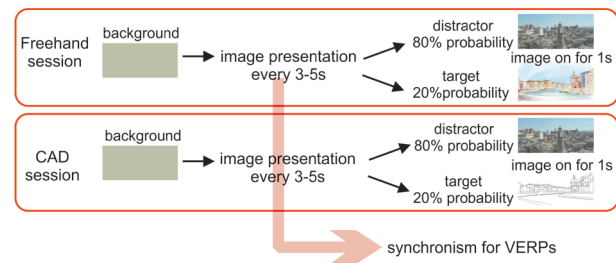 Freehand
session
background
image presentation
every 3-5s
distractor
80% probability
image on for 1s
target
20%probability
CAD
session
background
image presentation
every 3-5s
distractor
80% probability
image on for 1s
target
20% probability
synchronism for VERPs